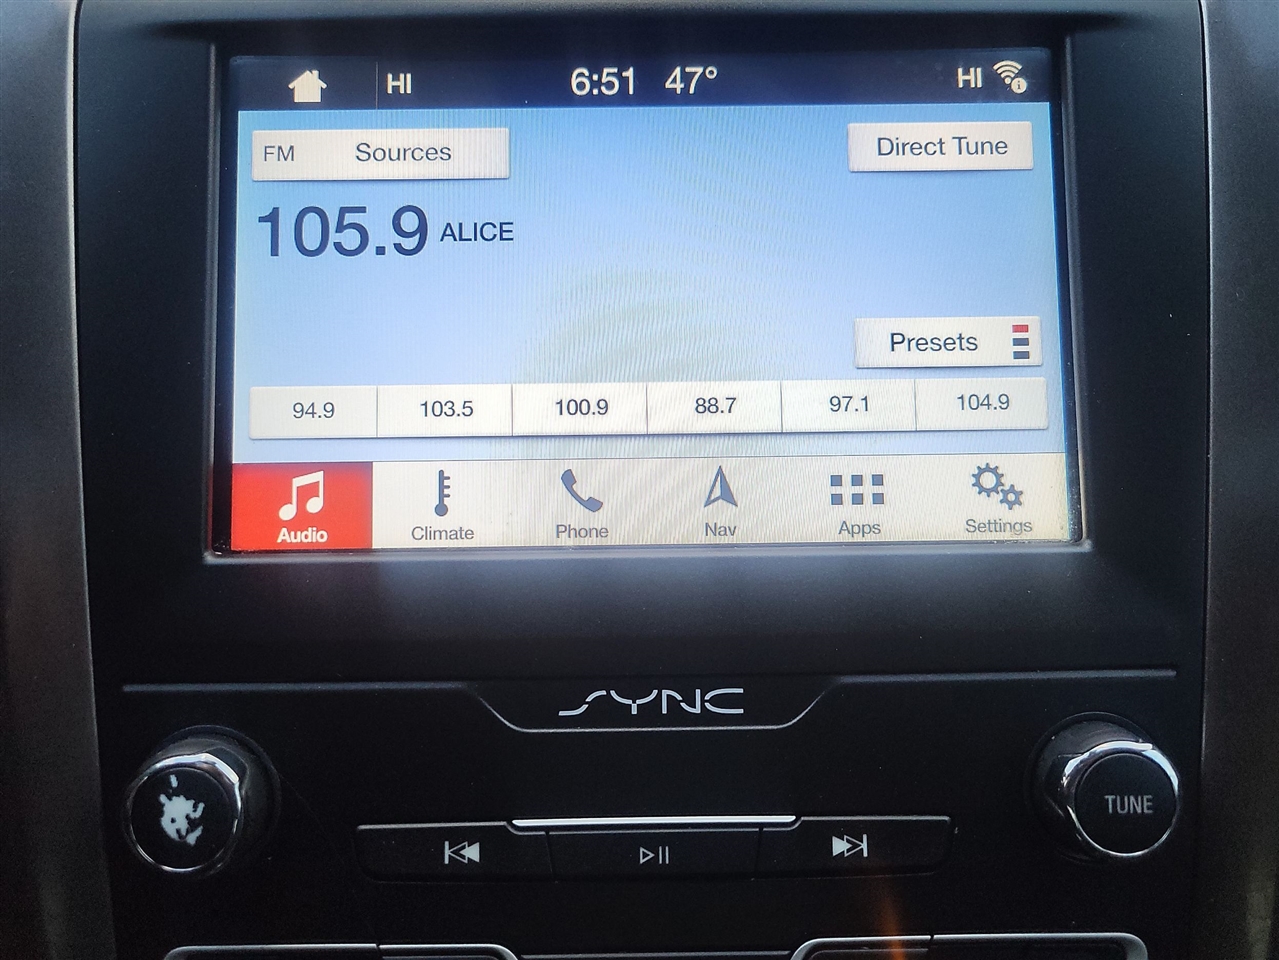 HI 6:51 47° HI
FM Sources Direct Tune
105.9 ALICE
Presets
94.9 103.5 100.9 88.7 97.1 104.9
Audio Climate Phone Nav Apps Settings
SYNC
TUNE